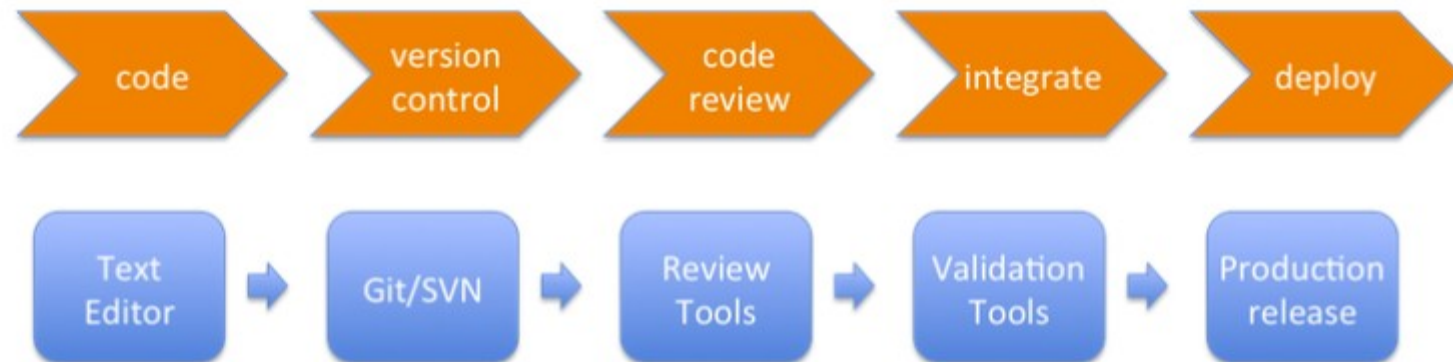 code
version
control
code
review
integrate
deploy
Text
Editor
Git/SVN
Review
Tools
Validation
Tools
Production
release